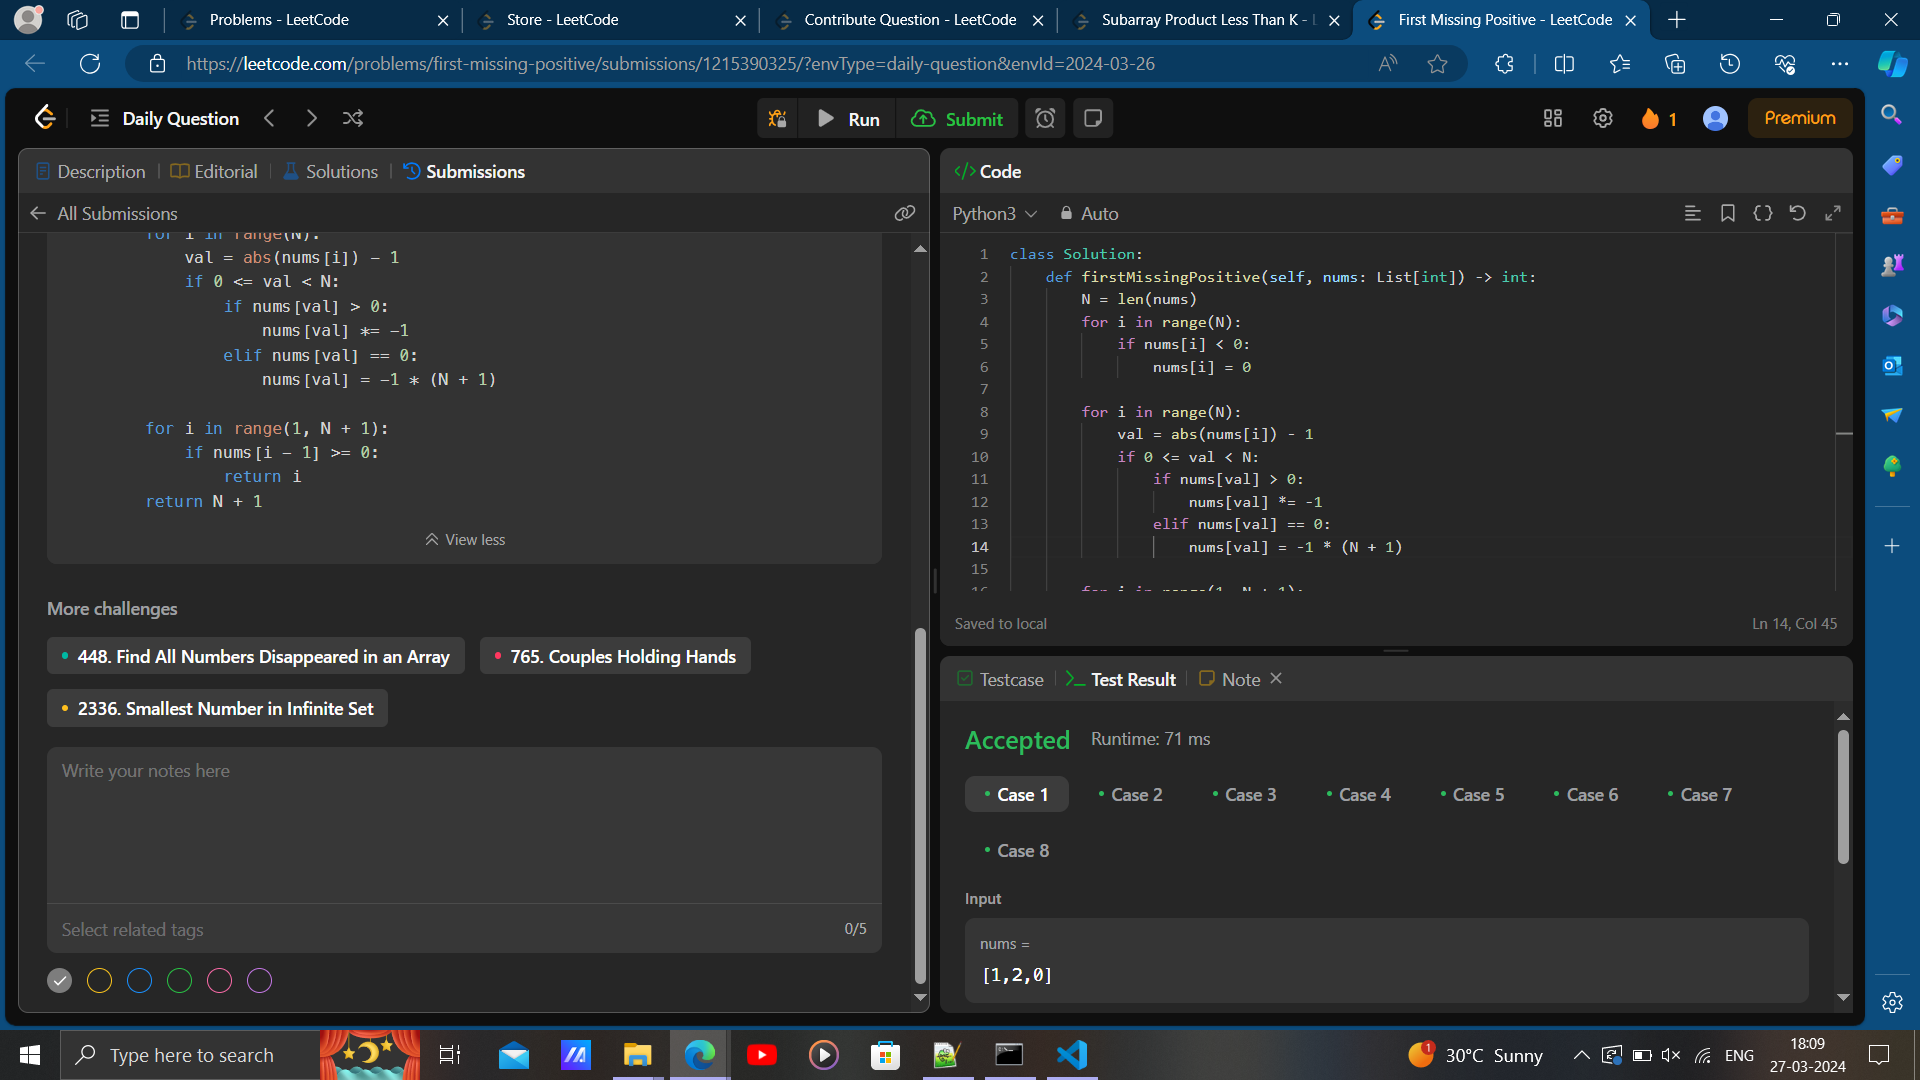 Problems - LeetCode
Store - LeetCode
Contribute Question - LeetCode
Subarray Product Less Than K - L
First Missing Positive - LeetCode
https://leetcode.com/problems/first-missing-positive/submissions/1215390325/?envType=daily-question&envId=2024-03-26
Daily Question
Run
Submit
1
Premium
Description
Editorial
Solutions
Submissions
All Submissions
for i in range(N):
val = abs(nums[i]) - 1
if 0 <= val < N:
if nums[val] > 0:
nums[val] *= -1
elif nums[val] == 0:
nums[val] = -1 * (N + 1)
for i in range(1, N + 1):
if nums[i - 1] >= 0:
return i
return N + 1
View less
More challenges
448. Find All Numbers Disappeared in an Array
765. Couples Holding Hands
2336. Smallest Number in Infinite Set
Write your notes here
Select related tags
0/5
</> Code
Python3
Auto
1 class Solution:
2 def firstMissingPositive(self, nums: List[int]) -> int:
3 N = len(nums)
4 for i in range(N):
5 if nums[i] < 0:
6 nums[i] = 0
7
8 for i in range(N):
9 val = abs(nums[i]) - 1
10 if 0 <= val < N:
11 if nums[val] > 0:
12 nums[val] *= -1
13 elif nums[val] == 0:
14 nums[val] = -1 * (N + 1)
15
16 for i in range(1, N + 1):
Saved to local
Ln 14, Col 45
Testcase
Test Result
Note
Accepted
Runtime: 71 ms
Case 1
Case 2
Case 3
Case 4
Case 5
Case 6
Case 7
Case 8
Input
nums =
[1,2,0]
Type here to search
1
30°C Sunny
ENG
18:09
27-03-2024